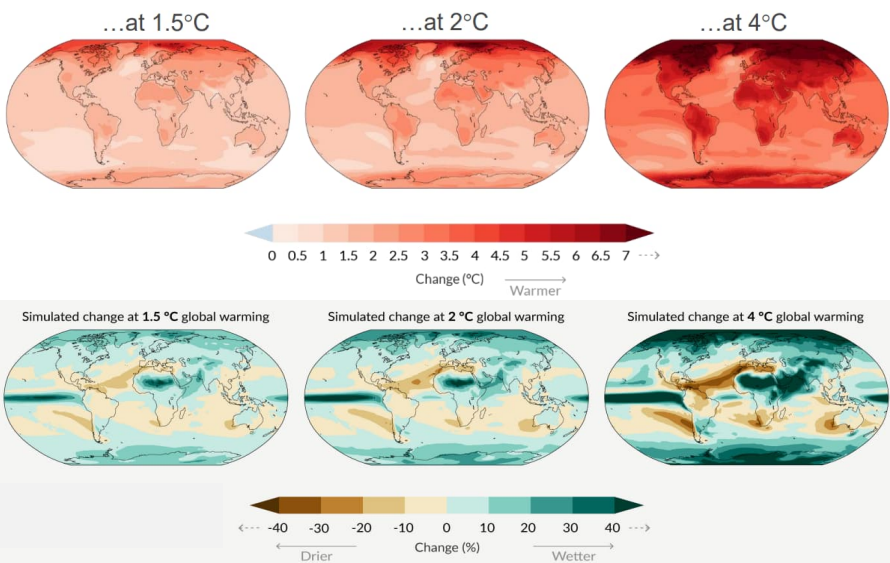 ...at 1.5°C
...at 2°C
...at 4°C
0 0.5 1 1.5 2 2.5 3 3.5 4 4.5 5 5.5 6 6.5 7
Change (°C)
Warmer
Simulated change at 1.5 °C global warming
Simulated change at 2 °C global warming
Simulated change at 4 °C global warming
-40 -30 -20 -10 0 10 20 30 40
Change (%)
Drier
Wetter